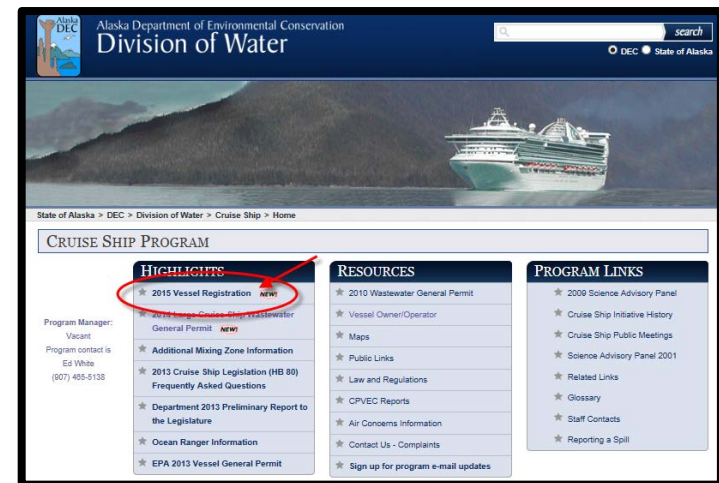 Alaska
DEC
Alaska Department of Environmental Conservation
Division of Water
search
DEC State of Alaska
State of Alaska > DEC > Division of Water > Cruise Ship > Home
CRUISE SHIP PROGRAM
Program Manager:
Vacant
Program contact is
Ed White
(907) 465-5138
HIGHLIGHTS
2015 Vessel Registration NEW!
2014 Large Cruise Ship Wastewater
General Permit NEW!
Additional Mixing Zone Information
2013 Cruise Ship Legislation (HB 80)
Frequently Asked Questions
Department 2013 Preliminary Report to
the Legislature
Ocean Ranger Information
EPA 2013 Vessel General Permit
RESOURCES
2010 Wastewater General Permit
Vessel Owner/Operator
Maps
Public Links
Law and Regulations
CPVEC Reports
Air Concerns Information
Contact Us - Complaints
Sign up for program e-mail updates
PROGRAM LINKS
2009 Science Advisory Panel
Cruise Ship Initiative History
Cruise Ship Public Meetings
Science Advisory Panel 2001
Related Links
Glossary
Staff Contacts
Reporting a Spill